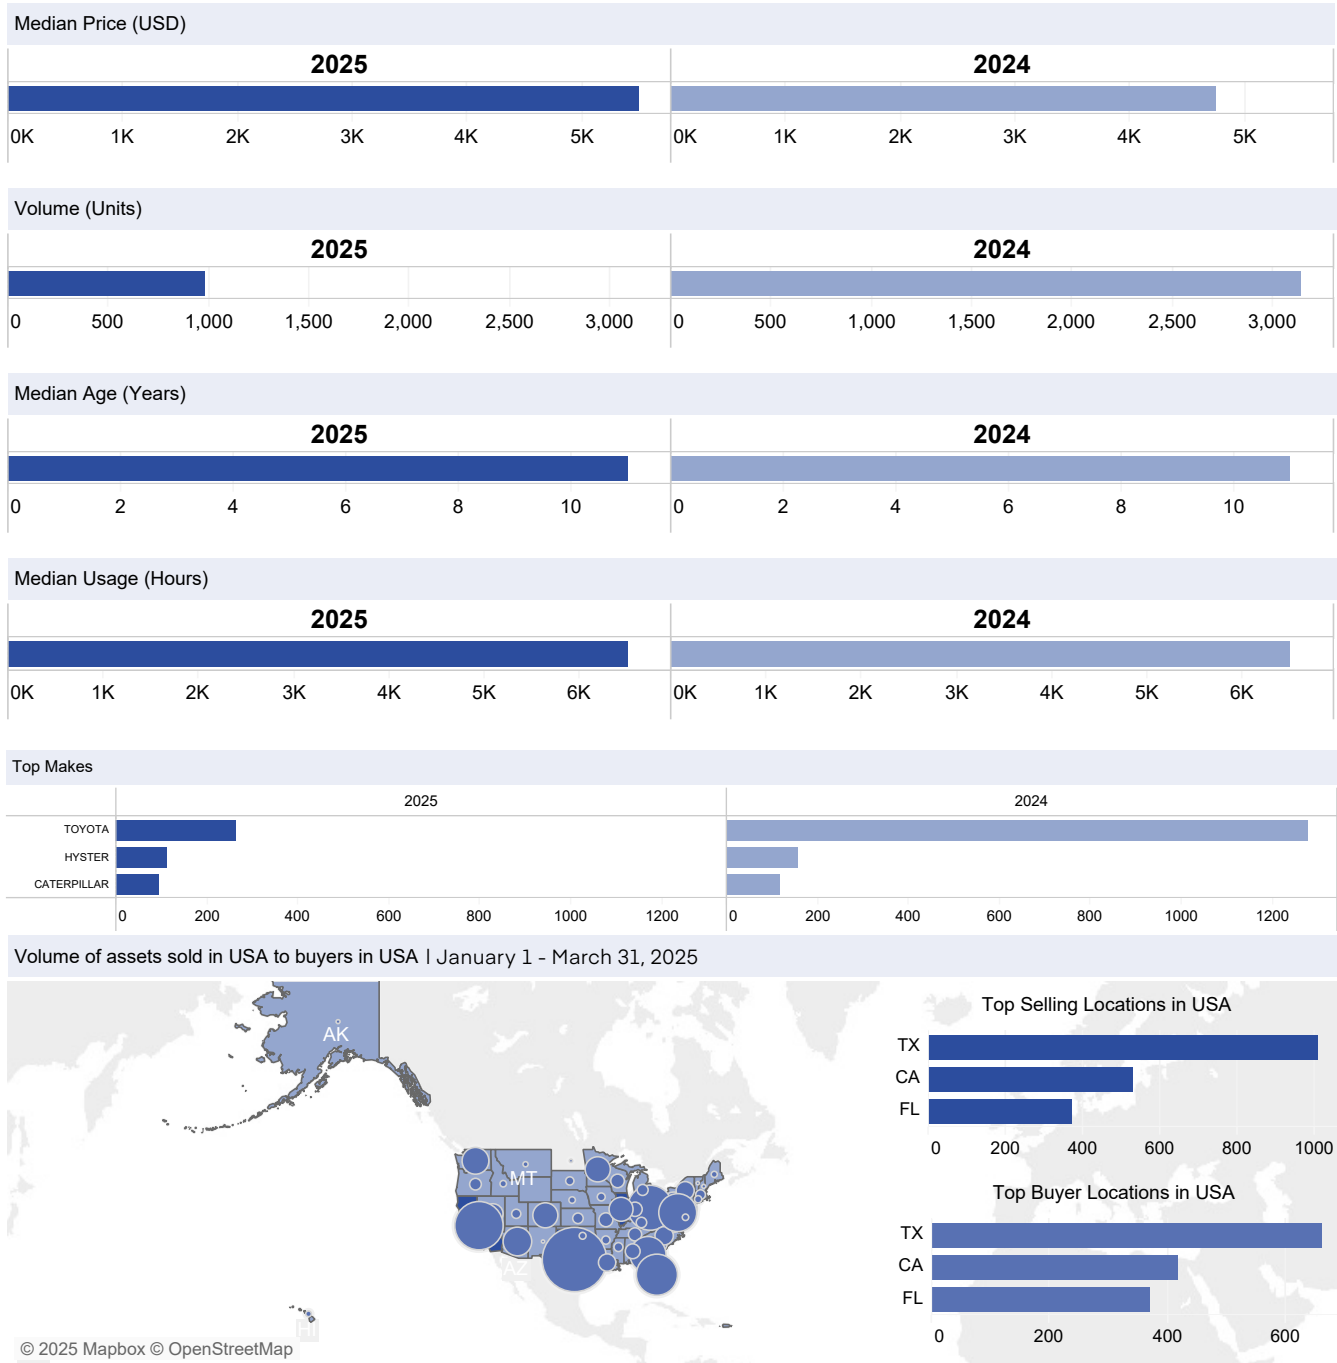 Median Price (USD)
2025 2024
0K 1K 2K 3K 4K 5K 0K 1K 2K 3K 4K 5K
Volume (Units)
2025 2024
0 500 1,000 1,500 2,000 2,500 3,000 0 500 1,000 1,500 2,000 2,500 3,000
Median Age (Years)
2025 2024
0 2 4 6 8 10 0 2 4 6 8 10
Median Usage (Hours)
2025 2024
0K 1K 2K 3K 4K 5K 6K 0K 1K 2K 3K 4K 5K 6K
Top Makes
2025 2024
TOYOTA
HYSTER
CATERPILLAR
0 200 400 600 800 1000 1200 0 200 400 600 800 1000 1200
Volume of assets sold in USA to buyers in USA | January 1 - March 31, 2025
AK
MT
AZ
HI
© 2025 Mapbox © OpenStreetMap
Top Selling Locations in USA
TX
CA
FL
0 200 400 600 800 1000
Top Buyer Locations in USA
TX
CA
FL
0 200 400 600